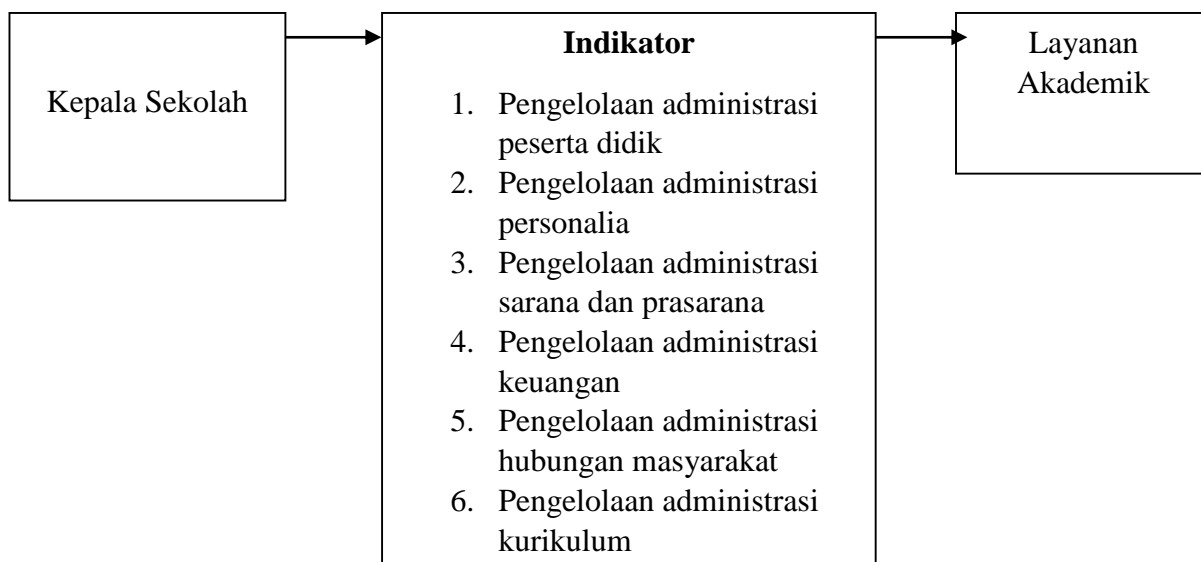 Kepala Sekolah
Indikator
1. Pengelolaan administrasi
peserta didik
2. Pengelolaan administrasi
personalia
3. Pengelolaan administrasi
sarana dan prasarana
4. Pengelolaan administrasi
keuangan
5. Pengelolaan administrasi
hubungan masyarakat
6. Pengelolaan administrasi
kurikulum
Layanan
Akademik